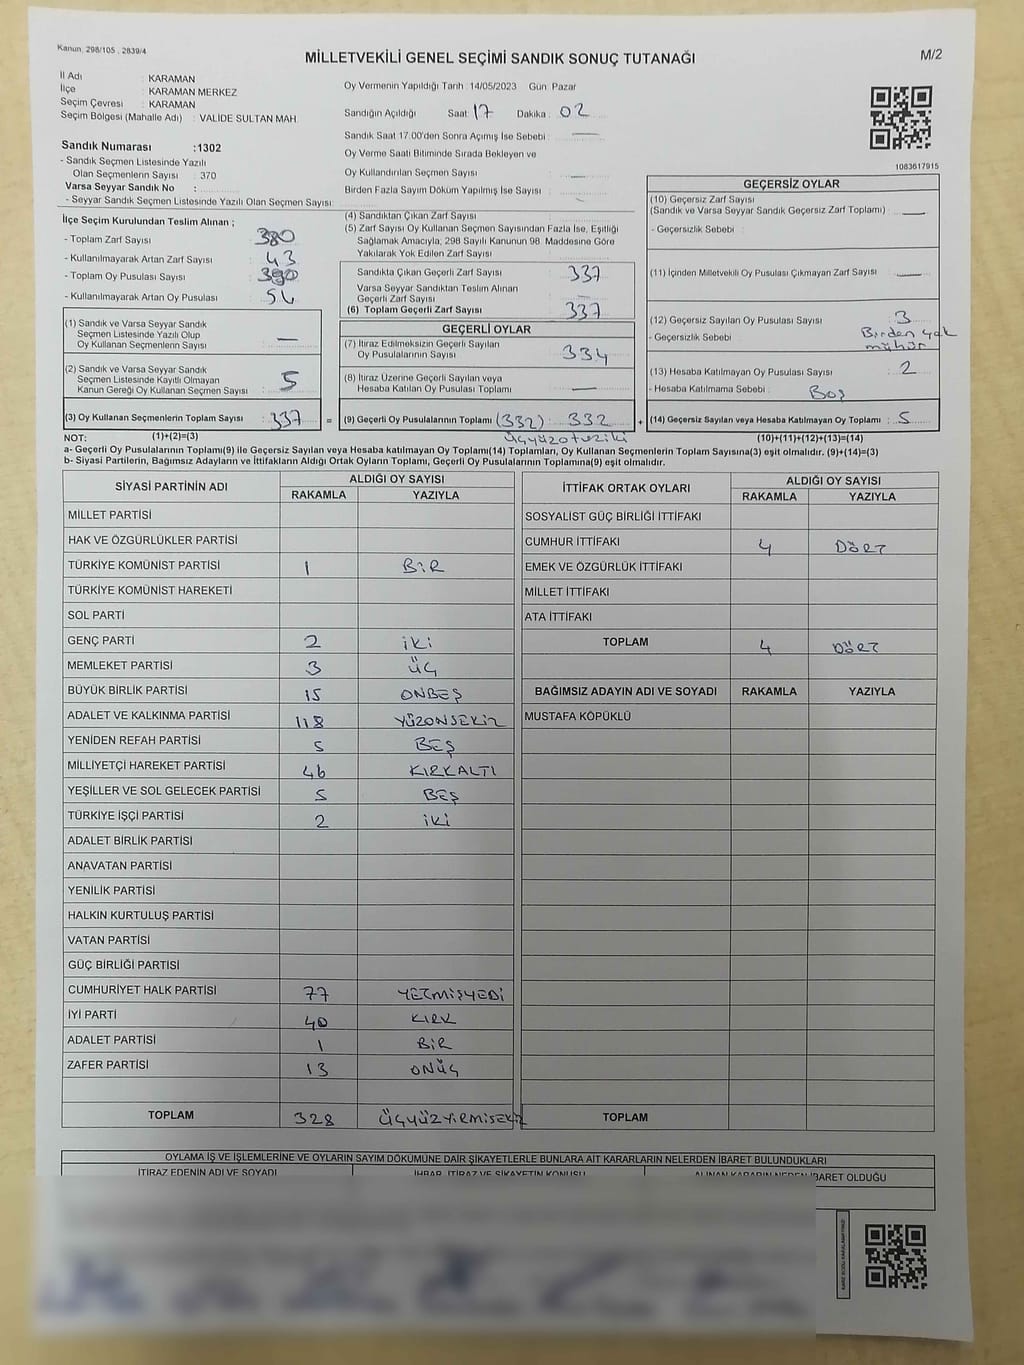 Kanun, 298/105 , 2839/4
MİLLETVEKİLİ GENEL SEÇİMİ SANDIK SONUÇ TUTANAĞI
M/2
İl Adı : KARAMAN
İlçe : KARAMAN MERKEZ
Seçim Çevresi : KARAMAN
Seçim Bölgesi (Mahalle Adı) : VALİDE SULTAN MAH.
Oy Vermenin Yapıldığı Tarih :14/05/2023 Gün: Pazar
Sandığın Açıldığı Saat: 17 Dakika : 02
Sandık Saat 17.00'den Sonra Açımış İse Sebebi : —
Oy Verme Saati Bitiminde Sırada Bekleyen ve
Oy Kullandırılan Seçmen Sayısı : —
Birden Fazla Sayım Döküm Yapılmış İse Sayısı : -
1083617915
Sandık Numarası :1302
- Sandık Seçmen Listesinde Yazılı
Olan Seçmenlerin Sayısı : 370
Varsa Seyyar Sandık No :
- Seyyar Sandık Seçmen Listesinde Yazılı Olan Seçmen Sayısı:
İlçe Seçim Kurulundan Teslim Alınan ;
- Toplam Zarf Sayısı : 380
- Kullanılmayarak Artan Zarf Sayısı : 43
- Toplam Oy Pusulası Sayısı : 390
- Kullanılmayarak Artan Oy Pusulası :
(1) Sandık ve Varsa Seyyar Sandık
Seçmen Listesinde Yazılı Olup
Oy Kullanan Seçmenlerin Sayısı : —
(2) Sandık ve Varsa Seyyar Sandık
Seçmen Listesinde Kayıtlı Olmayan
Kanun Gereği Oy Kullanan Seçmen Sayısı : 5
(3) Oy Kullanan Seçmenlerin Toplam Sayısı : 337 =
(4) Sandıktan Çıkan Zarf Sayısı :
(5) Zarf Sayısı Oy Kullanan Seçmen Sayısından Fazla İse, Eşitliği
Sağlamak Amacıyla; 298 Sayılı Kanunun 98. Maddesine Göre
Yakılarak Yok Edilen Zarf Sayısı :
Sandıkta Çıkan Geçerli Zarf Sayısı : 337
Varsa Seyyar Sandıktan Teslim Alınan
Geçerli Zarf Sayısı : —
(6) Toplam Geçerli Zarf Sayısı : 337
GEÇERLİ OYLAR
(7) İtiraz Edilmeksizin Geçerli Sayılan
Oy Pusulalarının Sayısı : 334
(8) İtiraz Üzerine Geçerli Sayılan veya
Hesaba Katılan Oy Pusulası Toplamı : —
(9) Geçerli Oy Pusulalarının Toplamı (332) : 332 +
üçyüzotuziki
GEÇERSİZ OYLAR
(10) Geçersiz Zarf Sayısı
(Sandık ve Varsa Seyyar Sandık Geçersiz Zarf Toplamı) : —
- Geçersizlik Sebebi :
(11) İçinden Milletvekili Oy Pusulası Çıkmayan Zarf Sayısı : —
(12) Geçersiz Sayılan Oy Pusulası Sayısı : 3
- Geçersizlik Sebebi : Birden çok
mühür
(13) Hesaba Katılmayan Oy Pusulası Sayısı : 2
- Hesaba Katılmama Sebebi : Boş
(14) Geçersiz Sayılan veya Hesaba Katılmayan Oy Toplamı : 5
NOT: (1)+(2)=(3) (10)+(11)+(12)+(13)=(14)
a- Geçerli Oy Pusulalarının Toplamı(9) ile Geçersiz Sayılan veya Hesaba katılmayan Oy Toplamı(14) Toplamları, Oy Kullanan Seçmenlerin Toplam Sayısına(3) eşit olmalıdır. (9)+(14)=(3)
b- Siyasi Partilerin, Bağımsız Adayların ve İttifakların Aldığı Ortak Oyların Toplamı, Geçerli Oy Pusulalarının Toplamına(9) eşit olmalıdır.
SİYASİ PARTİNİN ADI ALDIĞI OY SAYISI
RAKAMLA YAZIYLA
MİLLET PARTİSİ
HAK VE ÖZGÜRLÜKLER PARTİSİ
TÜRKİYE KOMÜNİST PARTİSİ 1 BİR
TÜRKİYE KOMÜNİST HAREKETİ
SOL PARTİ
GENÇ PARTİ 2 İKİ
MEMLEKET PARTİSİ 3 ÜÇ
BÜYÜK BİRLİK PARTİSİ 15 ONBEŞ
ADALET VE KALKINMA PARTİSİ 118 YÜZONSEKİZ
YENİDEN REFAH PARTİSİ 5 BEŞ
MİLLİYETÇİ HAREKET PARTİSİ 46 KIRKALTI
YEŞİLLER VE SOL GELECEK PARTİSİ 5 BEŞ
TÜRKİYE İŞÇİ PARTİSİ 2 İKİ
ADALET BİRLİK PARTİSİ
ANAVATAN PARTİSİ
YENİLİK PARTİSİ
HALKIN KURTULUŞ PARTİSİ
VATAN PARTİSİ
GÜÇ BİRLİĞİ PARTİSİ
CUMHURİYET HALK PARTİSİ 77 YETMİŞYEDİ
İYİ PARTİ 40 KIRK
ADALET PARTİSİ 1 BİR
ZAFER PARTİSİ 13 ONÜÇ
TOPLAM 328 ÜÇYÜZYİRMİSEKİZ
İTTİFAK ORTAK OYLARI ALDIĞI OY SAYISI
RAKAMLA YAZIYLA
SOSYALİST GÜÇ BİRLİĞİ İTTİFAKI
CUMHUR İTTİFAKI 4 DÖRT
EMEK VE ÖZGÜRLÜK İTTİFAKI
MİLLET İTTİFAKI
ATA İTTİFAKI
TOPLAM 4 DÖRT
BAĞIMSIZ ADAYIN ADI VE SOYADI RAKAMLA YAZIYLA
MUSTAFA KÖPÜKLÜ
TOPLAM
OYLAMA İŞ VE İŞLEMLERİNE VE OYLARIN SAYIM DÖKÜMÜNE DAİR ŞİKAYETLERLE BUNLARA AİT KARARLARIN NELERDEN İBARET BULUNDUKLARI
İTİRAZ EDENİN ADI VE SOYADI İHBAR, İTİRAZ VE ŞİKAYETİN KONUSU ALINAN KARARIN NEDEN İBARET OLDUĞU